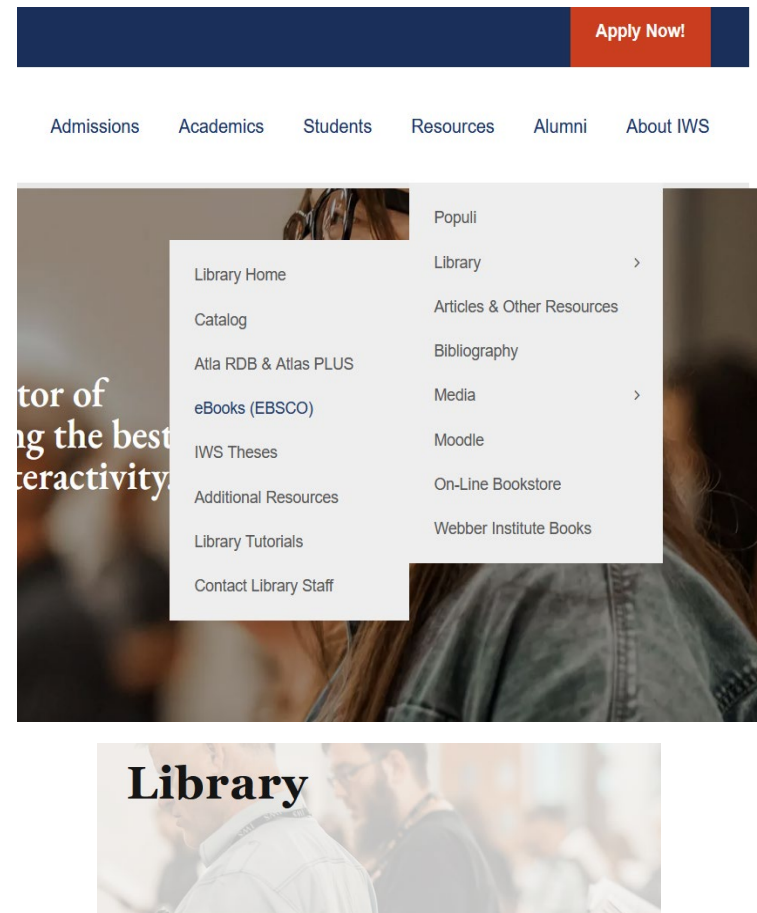 Apply Now!
Admissions Academics Students Resources Alumni About IWS
Populi
Library
Articles & Other Resources
Bibliography
Media
Moodle
On-Line Bookstore
Webber Institute Books
Library Home
Catalog
Atla RDB & Atlas PLUS
eBooks (EBSCO)
IWS Theses
Additional Resources
Library Tutorials
Contact Library Staff
tor of
ng the best
teractivity.
Library